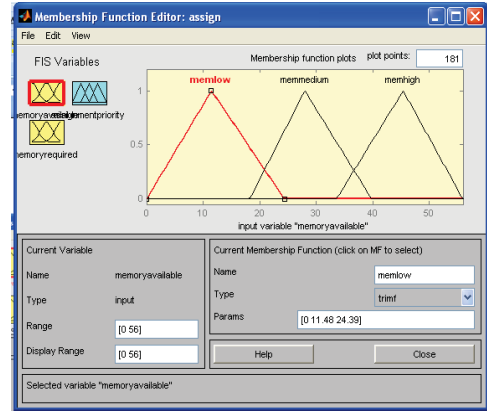 Membership Function Editor: assign
File Edit View
FIS Variables
Membership function plots plot points: 181
memlow memmedium memhigh
1
0.5
0
0 10 20 30 40 50
input variable "memoryavailable"
memoryrequired
Current Variable
Name memoryavailable
Type input
Range [0 56]
Display Range [0 56]
Current Membership Function (click on MF to select)
Name memlow
Type trimf
Params [0 11.48 24.39]
Help Close
Selected variable "memoryavailable"